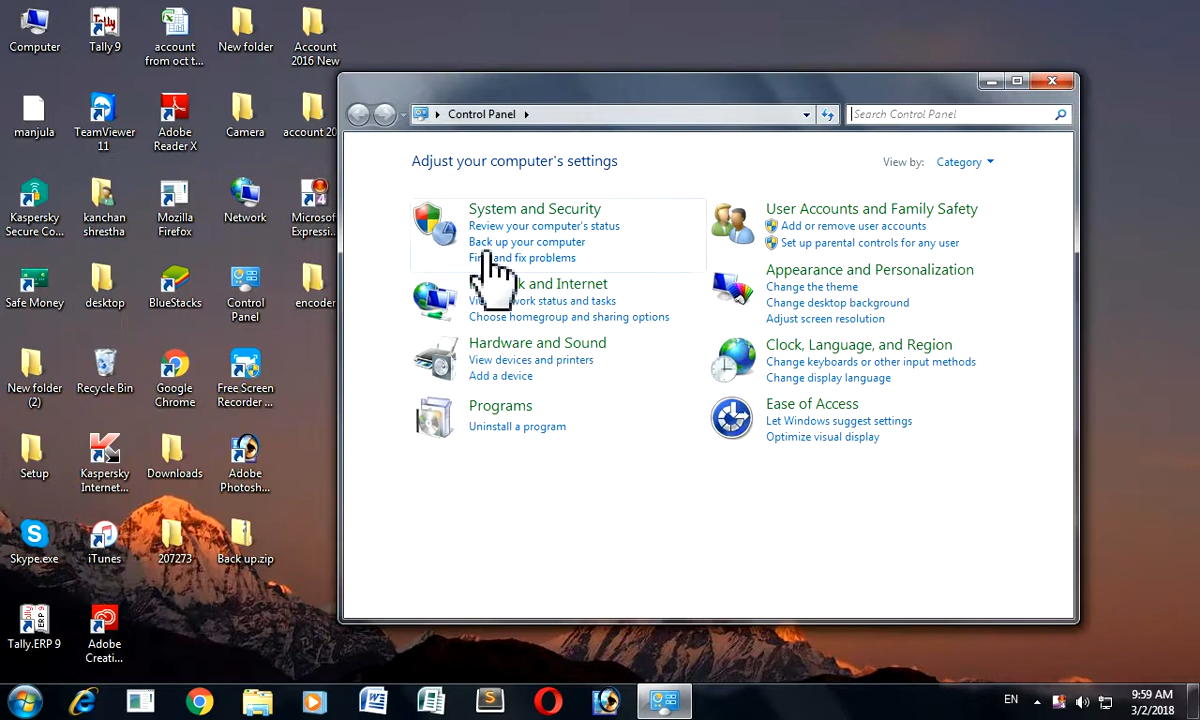 Computer
Tally 9
account
from oct t...
New folder
Account
2016 New
manjula
TeamViewer
11
Adobe
Reader X
Camera
account 20
Kaspersky
Secure Co...
kanchan
shrestha
Mozilla
Firefox
Network
Microsof
Expressi...
Safe Money
desktop
BlueStacks
Control
Panel
encoder
New folder
(2)
Recycle Bin
Google
Chrome
Free Screen
Recorder ...
Setup
Kaspersky
Internet...
Downloads
Adobe
Photosh...
Skype.exe
iTunes
207273
Back up.zip
Tally.ERP 9
Adobe
Creati...
Control Panel
Search Control Panel
Adjust your computer's settings
View by: Category
System and Security
Review your computer's status
Back up your computer
and fix problems
and Internet
status and tasks
Choose homegroup and sharing options
Hardware and Sound
View devices and printers
Add a device
Programs
Uninstall a program
User Accounts and Family Safety
Add or remove user accounts
Set up parental controls for any user
Appearance and Personalization
Change the theme
Change desktop background
Adjust screen resolution
Clock, Language, and Region
Change keyboards or other input methods
Change display language
Ease of Access
Let Windows suggest settings
Optimize visual display
EN
9:59 AM
3/2/2018